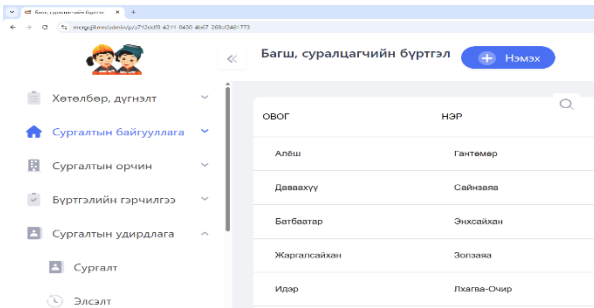 Багш, суралцагчийн бүртгэл
Нэмэх
Хөтөлбөр, дүгнэлт
Сургалтын байгууллага
Сургалтын орчин
Бүртгэлийн гэрчилгээ
Сургалтын удирдлага
Сургалт
Элсэлт
ОВОГ НЭР
Алёш Гантөмөр
Даваахүү Сайнзаяа
Батбаатар Энхсайхан
Жаргалсайхан Золзаяа
Идэр Лхагва-Очир